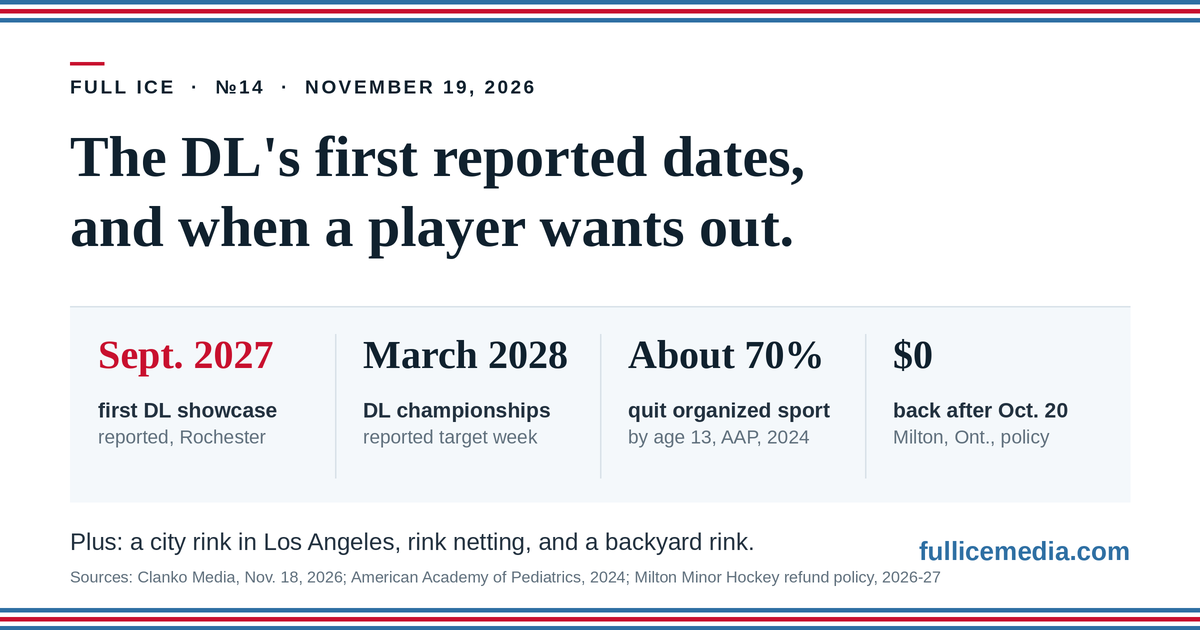 FULL ICE · №14 · NOVEMBER 19, 2026
The DL's first reported dates,
and when a player wants out.
Sept. 2027
first DL showcase
reported, Rochester
March 2028
DL championships
reported target week
About 70%
quit organized sport
by age 13, AAP, 2024
$0
back after Oct. 20
Milton, Ont., policy
Plus: a city rink in Los Angeles, rink netting, and a backyard rink.
fullicemedia.com
Sources: Clanko Media, Nov. 18, 2026; American Academy of Pediatrics, 2024; Milton Minor Hockey refund policy, 2026-27